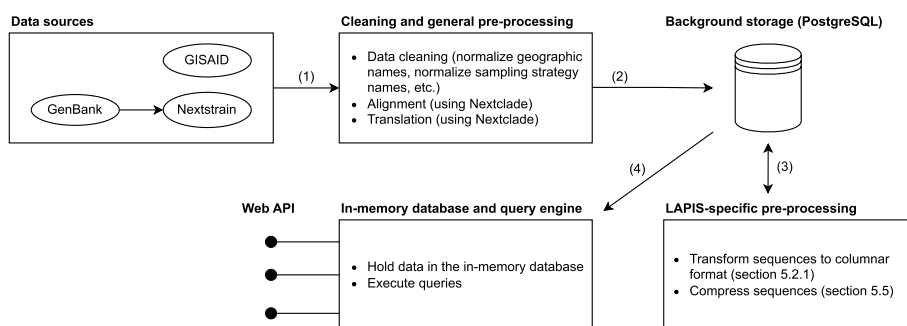 Data sources
GISAID
GenBank
Nextstrain
(1)
Cleaning and general pre-processing
• Data cleaning (normalize geographic
names, normalize sampling strategy
names, etc.)
• Alignment (using Nextclade)
• Translation (using Nextclade)
(2)
Background storage (PostgreSQL)
(3)
(4)
Web API
In-memory database and query engine
• Hold data in the in-memory database
• Execute queries
LAPIS-specific pre-processing
• Transform sequences to columnar
format (section 5.2.1)
• Compress sequences (section 5.5)